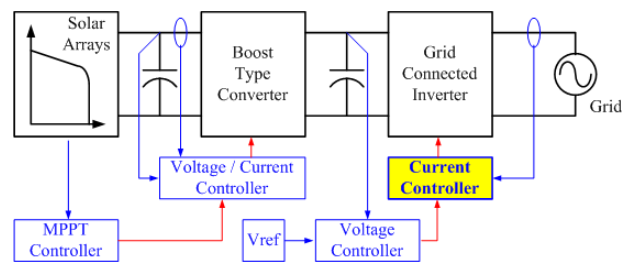 Solar
Arrays
Boost
Type
Converter
Grid
Connected
Inverter
Grid
Voltage / Current
Controller
Current
Controller
MPPT
Controller
Vref
Voltage
Controller